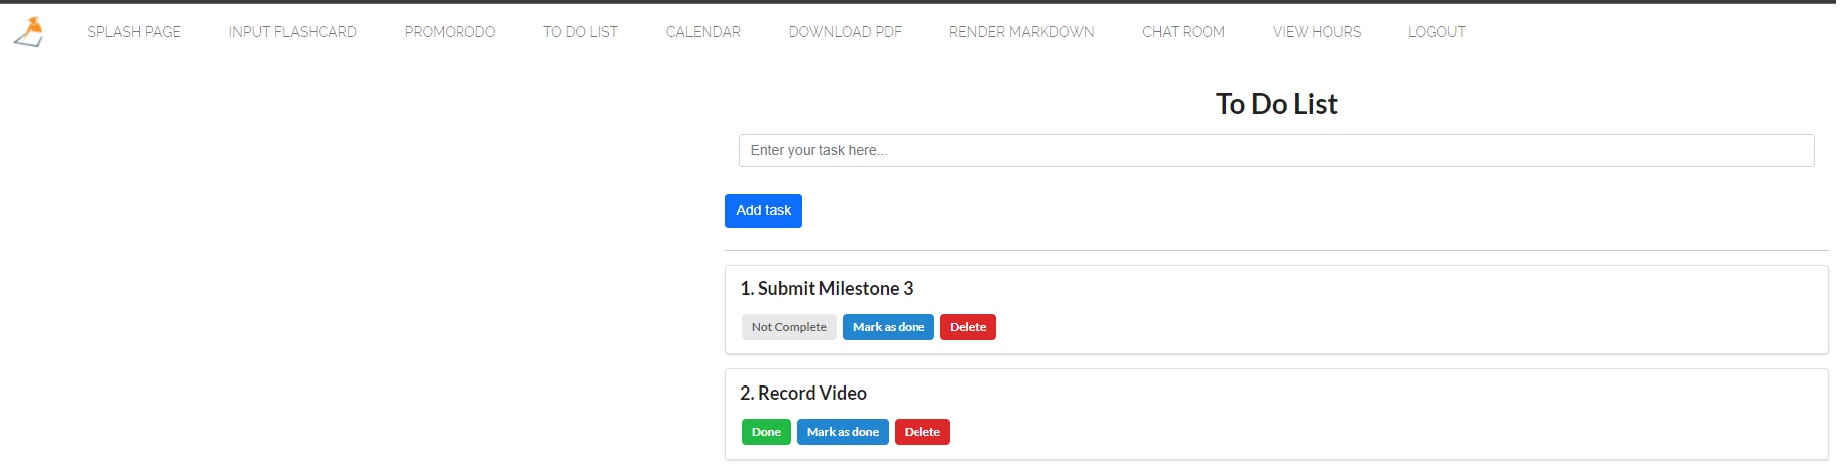 SPLASH PAGE INPUT FLASHCARD PROMORODO TO DO LIST CALENDAR DOWNLOAD PDF RENDER MARKDOWN CHAT ROOM VIEW HOURS LOGOUT
To Do List
Enter your task here...
Add task
1. Submit Milestone 3
Not Complete Mark as done Delete
2. Record Video
Done Mark as done Delete